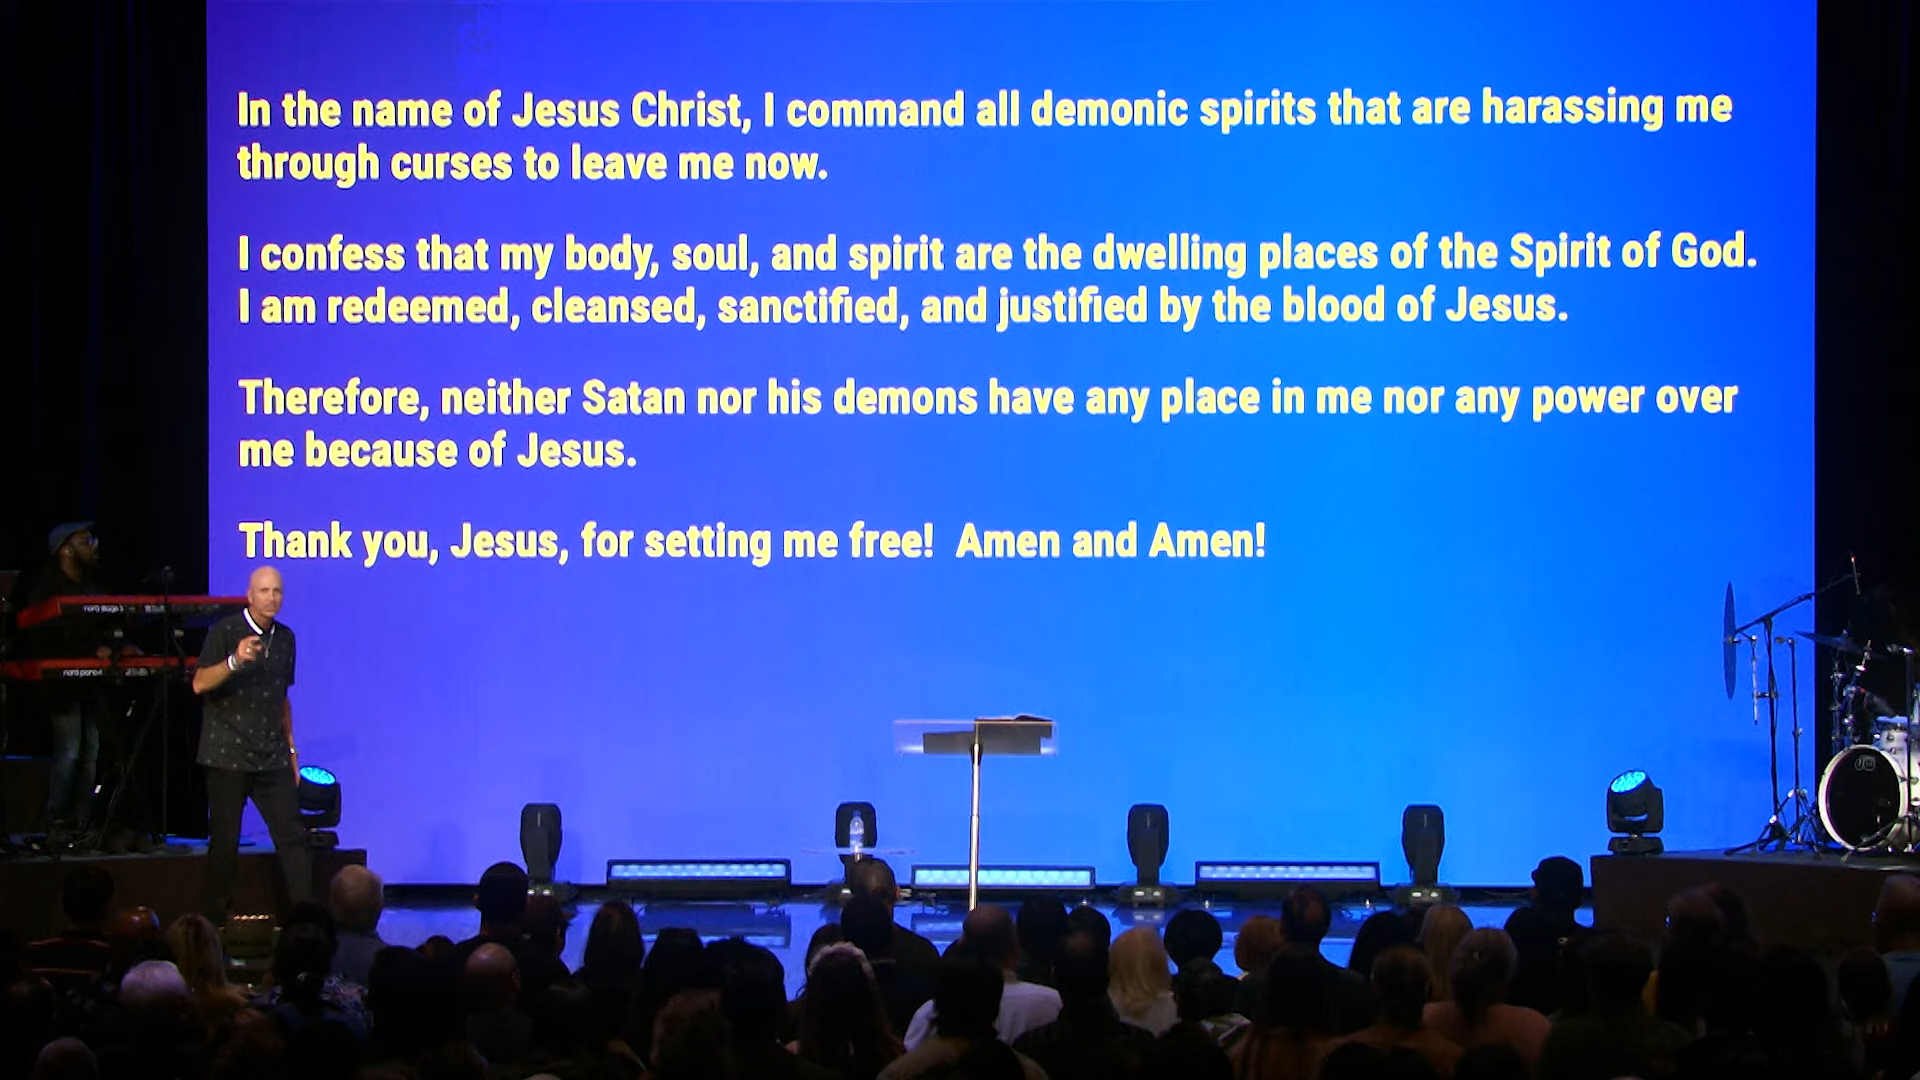 In the name of Jesus Christ, I command all demonic spirits that are harassing me
through curses to leave me now.
I confess that my body, soul, and spirit are the dwelling places of the Spirit of God.
I am redeemed, cleansed, sanctified, and justified by the blood of Jesus.
Therefore, neither Satan nor his demons have any place in me nor any power over
me because of Jesus.
Thank you, Jesus, for setting me free!  Amen and Amen!